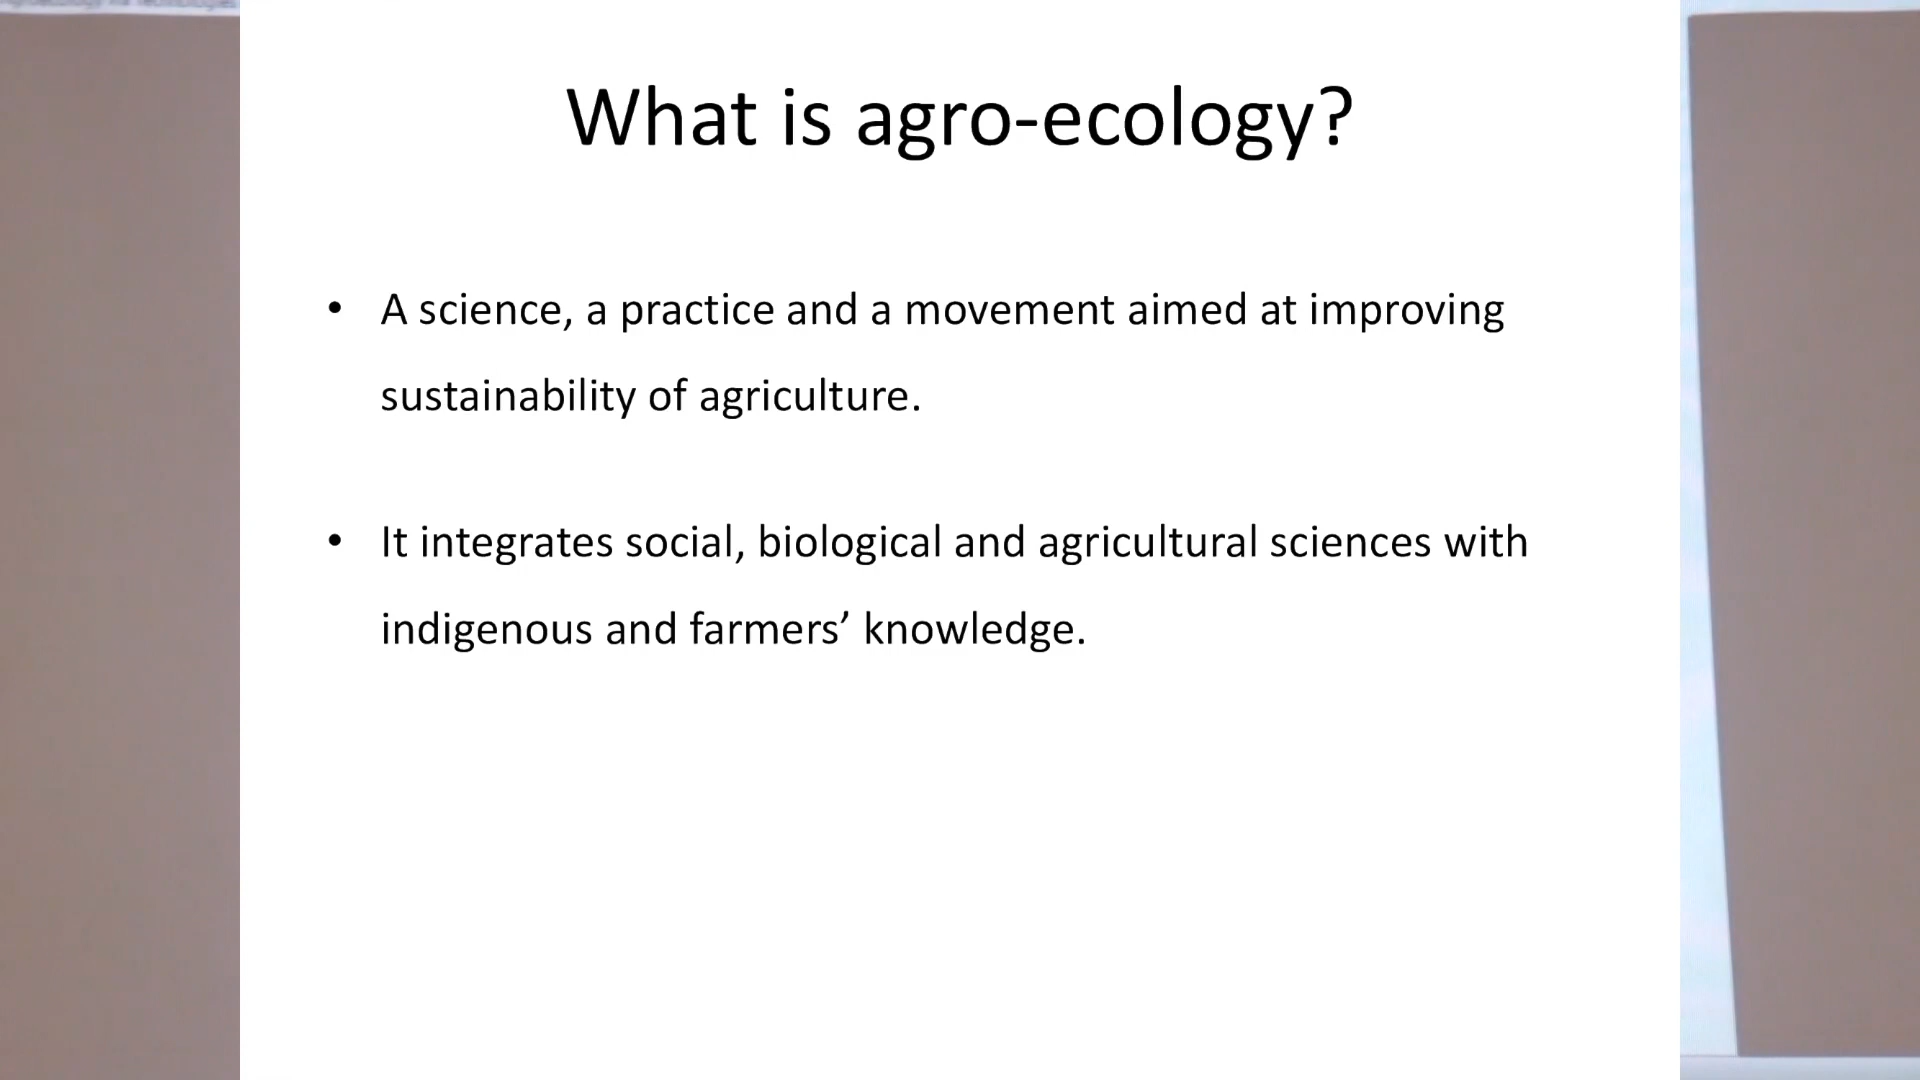 What is agro-ecology?
• A science, a practice and a movement aimed at improving
sustainability of agriculture.
• It integrates social, biological and agricultural sciences with
indigenous and farmers’ knowledge.